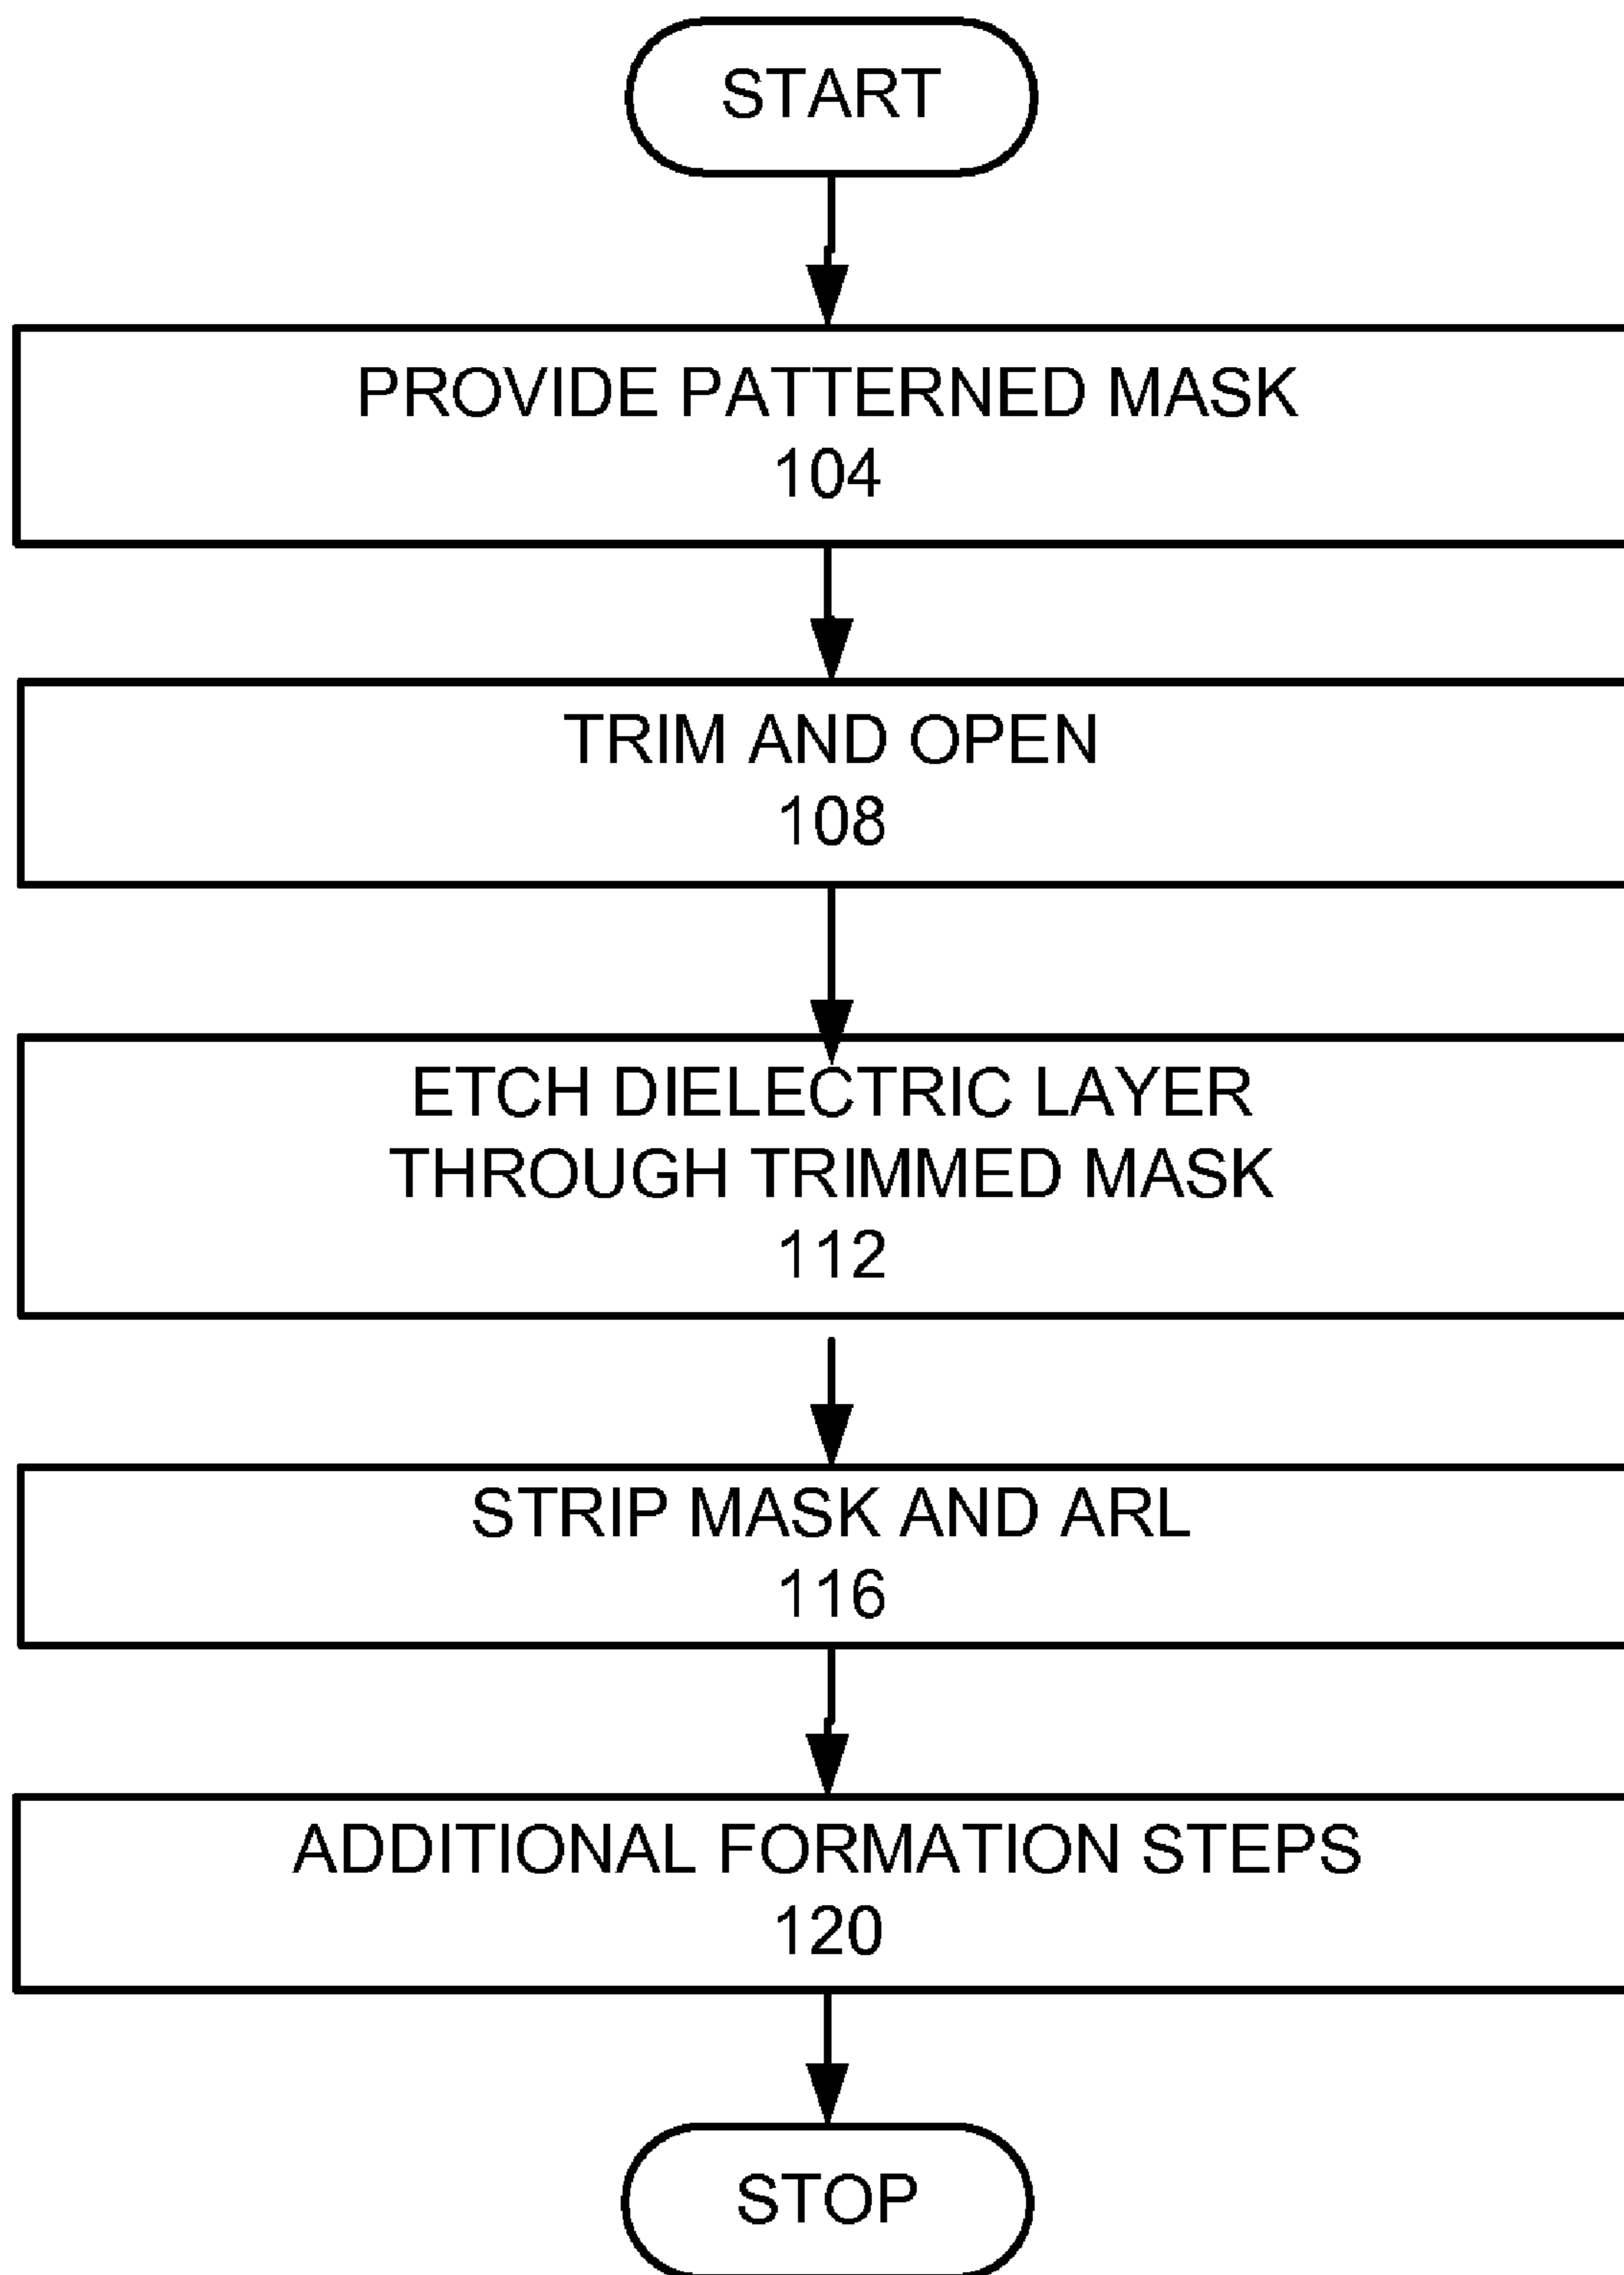 START
PROVIDE PATTERNED MASK
104
TRIM AND OPEN
108
ETCH DIELECTRIC LAYER
THROUGH TRIMMED MASK
112
STRIP MASK AND ARL
116
ADDITIONAL FORMATION STEPS
120
STOP